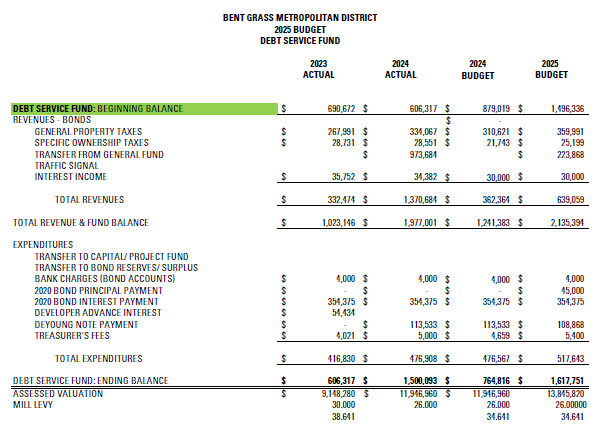 BENT GRASS METROPOLITAN DISTRICT
2025 BUDGET
DEBT SERVICE FUND
2023 2024 2024 2025
ACTUAL ACTUAL BUDGET BUDGET
DEBT SERVICE FUND: BEGINNING BALANCE $ 690,672 $ 606,317 $ 879,019 $ 1,496,336
REVENUES - BONDS $ -
GENERAL PROPERTY TAXES $ 267,991 $ 334,067 $ 310,621 $ 359,991
SPECIFIC OWNERSHIP TAXES $ 28,731 $ 28,551 $ 21,743 $ 25,199
TRANSFER FROM GENERAL FUND $ 973,684 $ 223,868
TRAFFIC SIGNAL
INTEREST INCOME $ 35,752 $ 34,382 $ 30,000 $ 30,000
TOTAL REVENUES $ 332,474 $ 1,370,684 $ 362,364 $ 639,059
TOTAL REVENUE & FUND BALANCE $ 1,023,146 $ 1,977,001 $ 1,241,383 $ 2,135,394
EXPENDITURES
TRANSFER TO CAPITAL/ PROJECT FUND
TRANSFER TO BOND RESERVES/ SURPLUS
BANK CHARGES (BOND ACCOUNTS) $ 4,000 $ 4,000 $ 4,000 $ 4,000
2020 BOND PRINCIPAL PAYMENT $ - $ - $ - $ 45,000
2020 BOND INTEREST PAYMENT $ 354,375 $ 354,375 $ 354,375 $ 354,375
DEVELOPER ADVANCE INTEREST $ 54,434
DEYOUNG NOTE PAYMENT $ - $ 113,533 $ 113,533 $ 108,868
TREASURER'S FEES $ 4,021 $ 5,000 $ 4,659 $ 5,400
TOTAL EXPENDITURES $ 416,830 $ 476,908 $ 476,567 $ 517,643
DEBT SERVICE FUND: ENDING BALANCE $ 606,317 $ 1,500,093 $ 764,816 $ 1,617,751
ASSESSED VALUATION $ 9,148,280 $ 11,946,960 $ 11,946,960 $ 13,845,820
MILL LEVY 30.000 26.000 26.000 26.00000
38.641 34.641 34.641